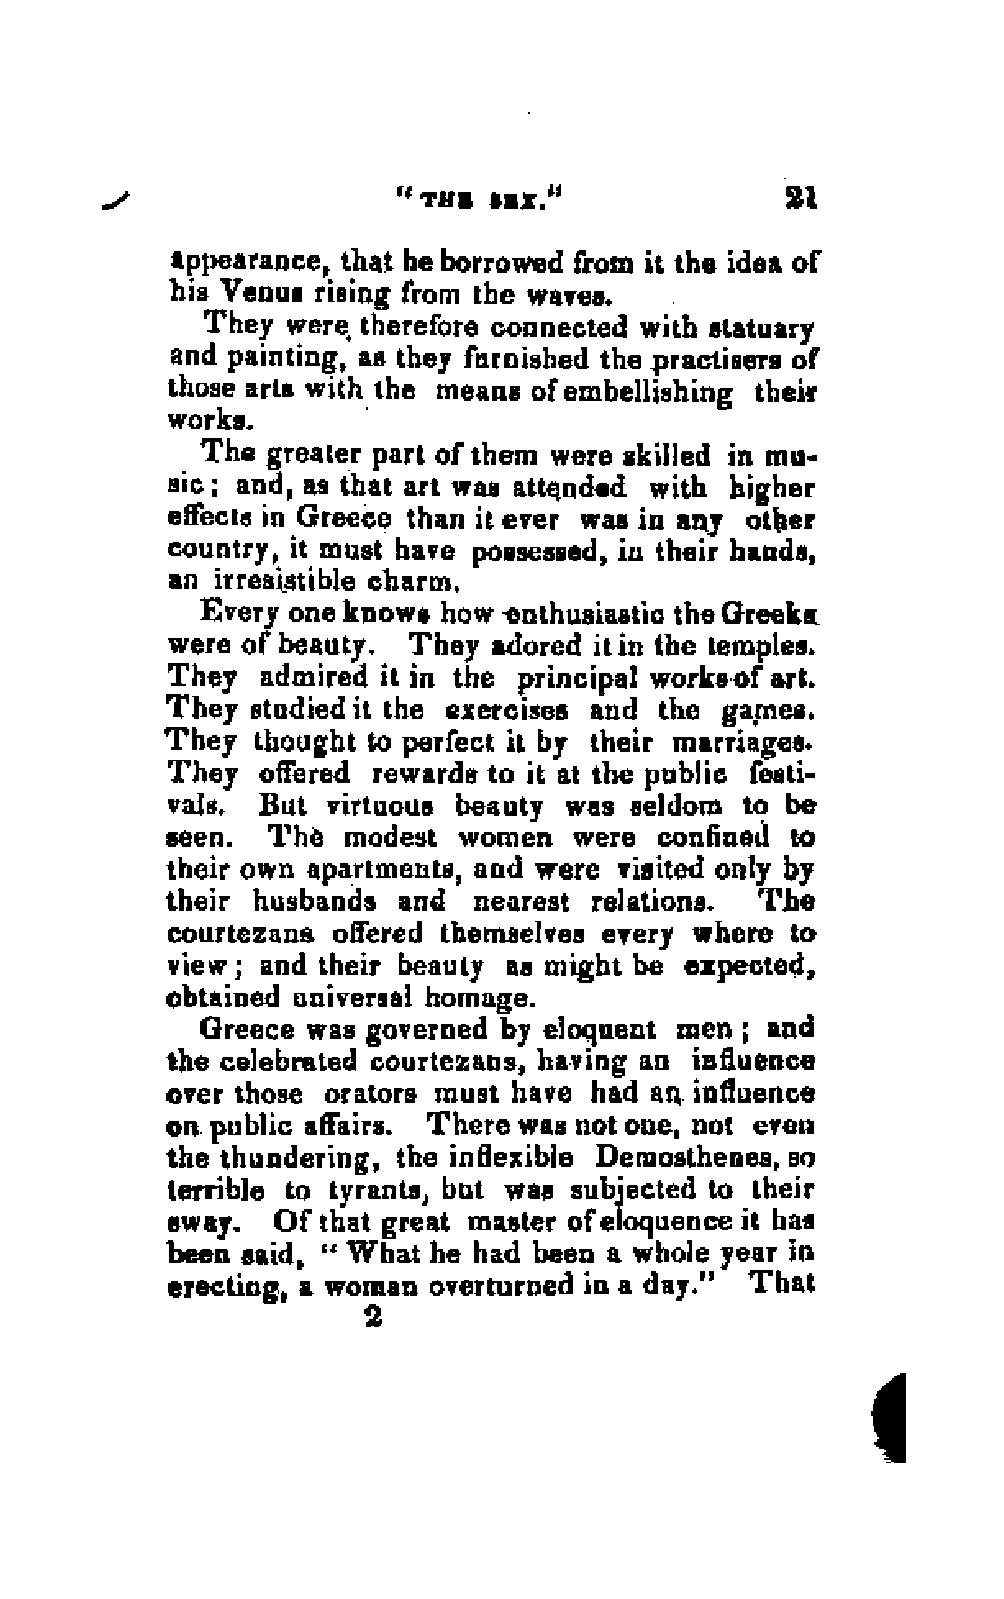 "THE SEX." 21
appearance, that he borrowed from it the idea of
his Venus rising from the waves.
They were therefore connected with statuary
and painting, as they furnished the practisers of
those arts with the means of embellishing their
works.
The greater part of them were skilled in mu-
sic; and, as that art was attended with higher
effects in Greece than it ever was in any other
country, it must have possessed, in their hands,
an irresistible charm.
Every one knows how enthusiastic the Greeks
were of beauty. They adored it in the temples.
They admired it in the principal works of art.
They studied it the exercises and the games.
They thought to perfect it by their marriages.
They offered rewards to it at the public festi-
vals. But virtuous beauty was seldom to be
seen. The modest women were confined to
their own apartments, and were visited only by
their husbands and nearest relations. The
courtezans offered themselves every where to
view; and their beauty as might be expected,
obtained universal homage.
Greece was governed by eloquent men; and
the celebrated courtezans, having an influence
over those orators must have had an influence
on public affairs. There was not one, not even
the thundering, the inflexible Demosthenes, so
terrible to tyrants, but was subjected to their
sway. Of that great master of eloquence it has
been said, "What he had been a whole year in
erecting, a woman overturned in a day." That
2